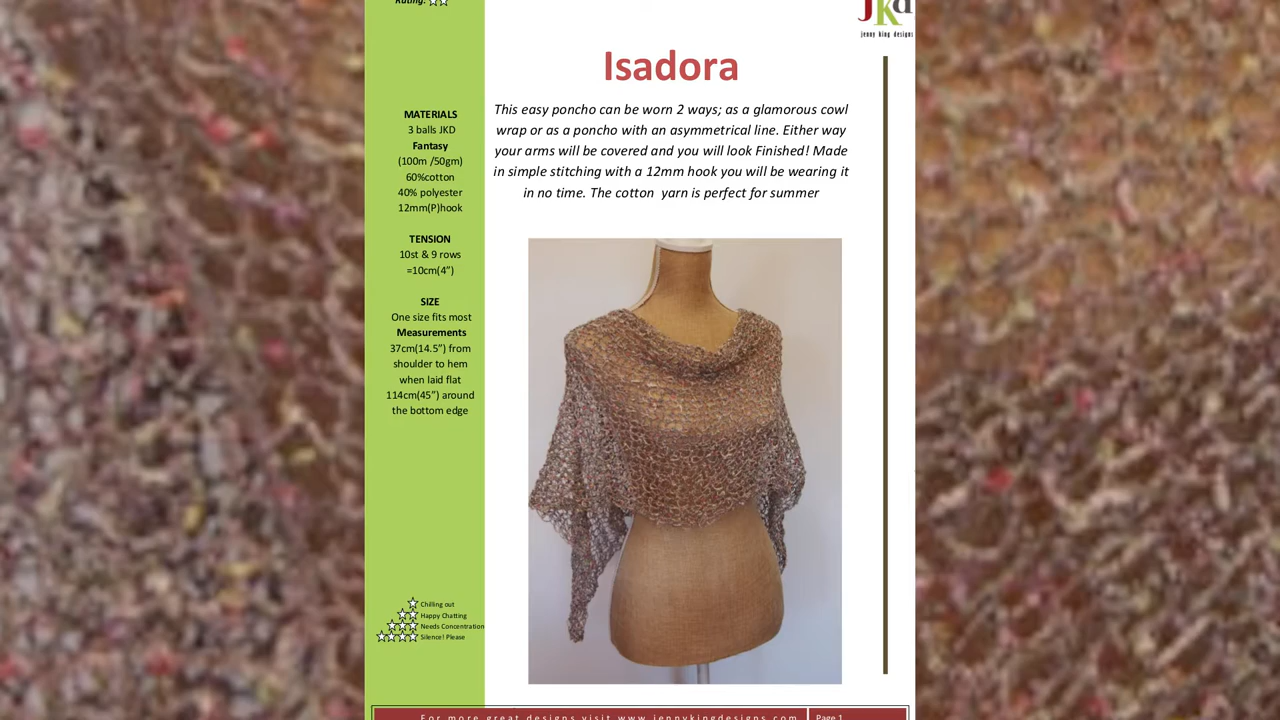 Rating:
JKd
jenny king designs
Isadora
This easy poncho can be worn 2 ways; as a glamorous cowl
wrap or as a poncho with an asymmetrical line. Either way
your arms will be covered and you will look Finished! Made
in simple stitching with a 12mm hook you will be wearing it
in no time. The cotton  yarn is perfect for summer
MATERIALS
3 balls JKD
Fantasy
(100m /50gm)
60%cotton
40% polyester
12mm(P)hook
TENSION
10st & 9 rows
=10cm(4”)
SIZE
One size fits most
Measurements
37cm(14.5”) from
shoulder to hem
when laid flat
114cm(45”) around
the bottom edge
Chilling out
Happy Chatting
Needs Concentration
Silence! Please
For more great designs visit www.jennykingdesigns.com
Page 1